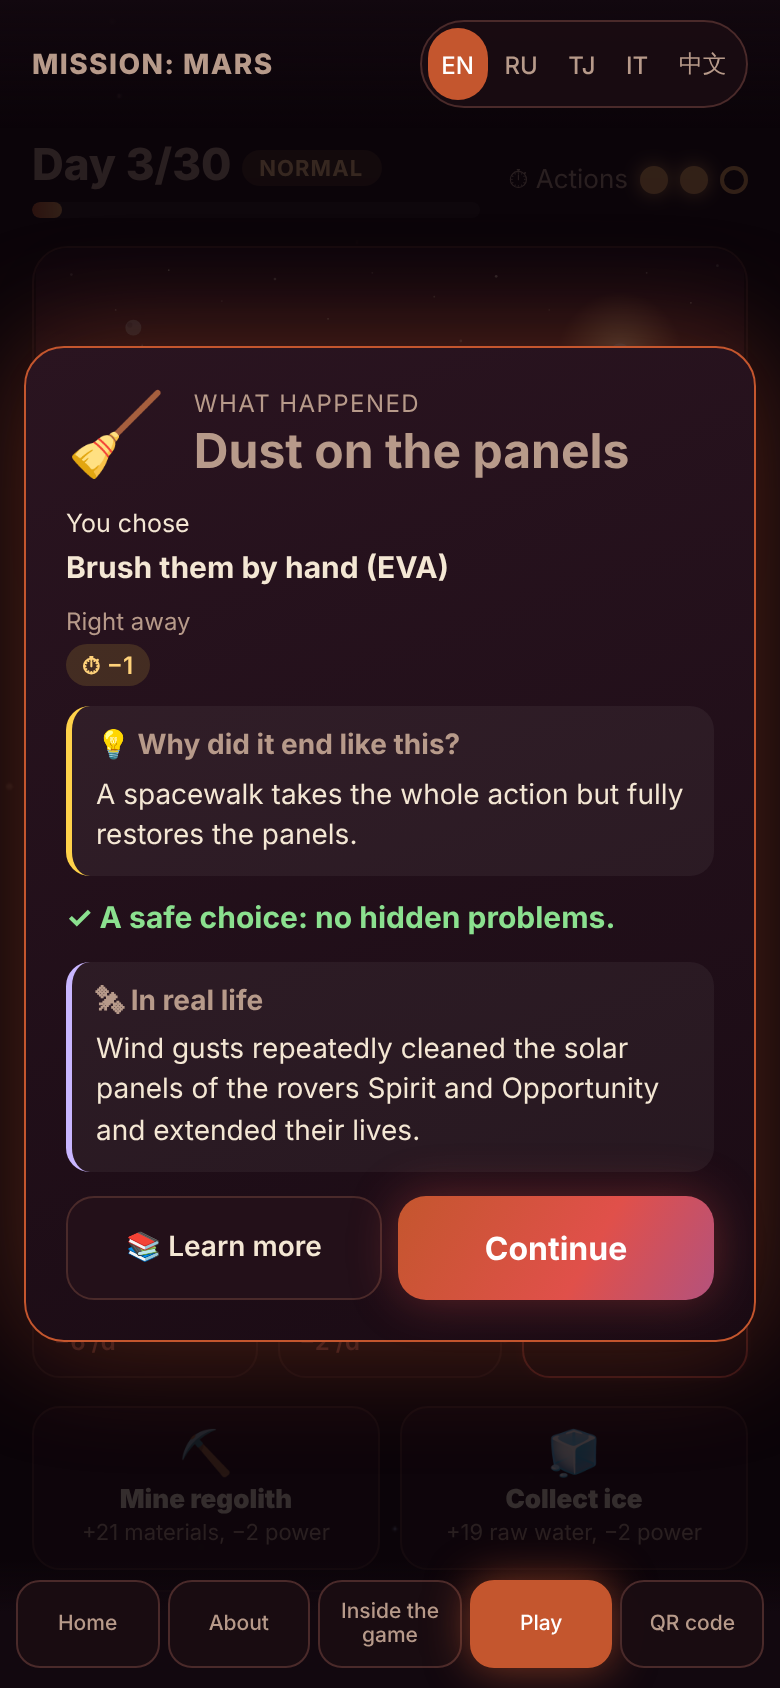 MISSION: MARS
EN RU TJ IT 中文
Day 3/30 NORMAL
⏱ Actions
WHAT HAPPENED
Dust on the panels
You chose
Brush them by hand (EVA)
Right away
⏱ −1
💡 Why did it end like this?
A spacewalk takes the whole action but fully
restores the panels.
✓ A safe choice: no hidden problems.
🛰 In real life
Wind gusts repeatedly cleaned the solar
panels of the rovers Spirit and Opportunity
and extended their lives.
📚 Learn more
Continue
Mine regolith
+21 materials, −2 power
Collect ice
+19 raw water, −2 power
Home
About
Inside the
game
Play
QR code